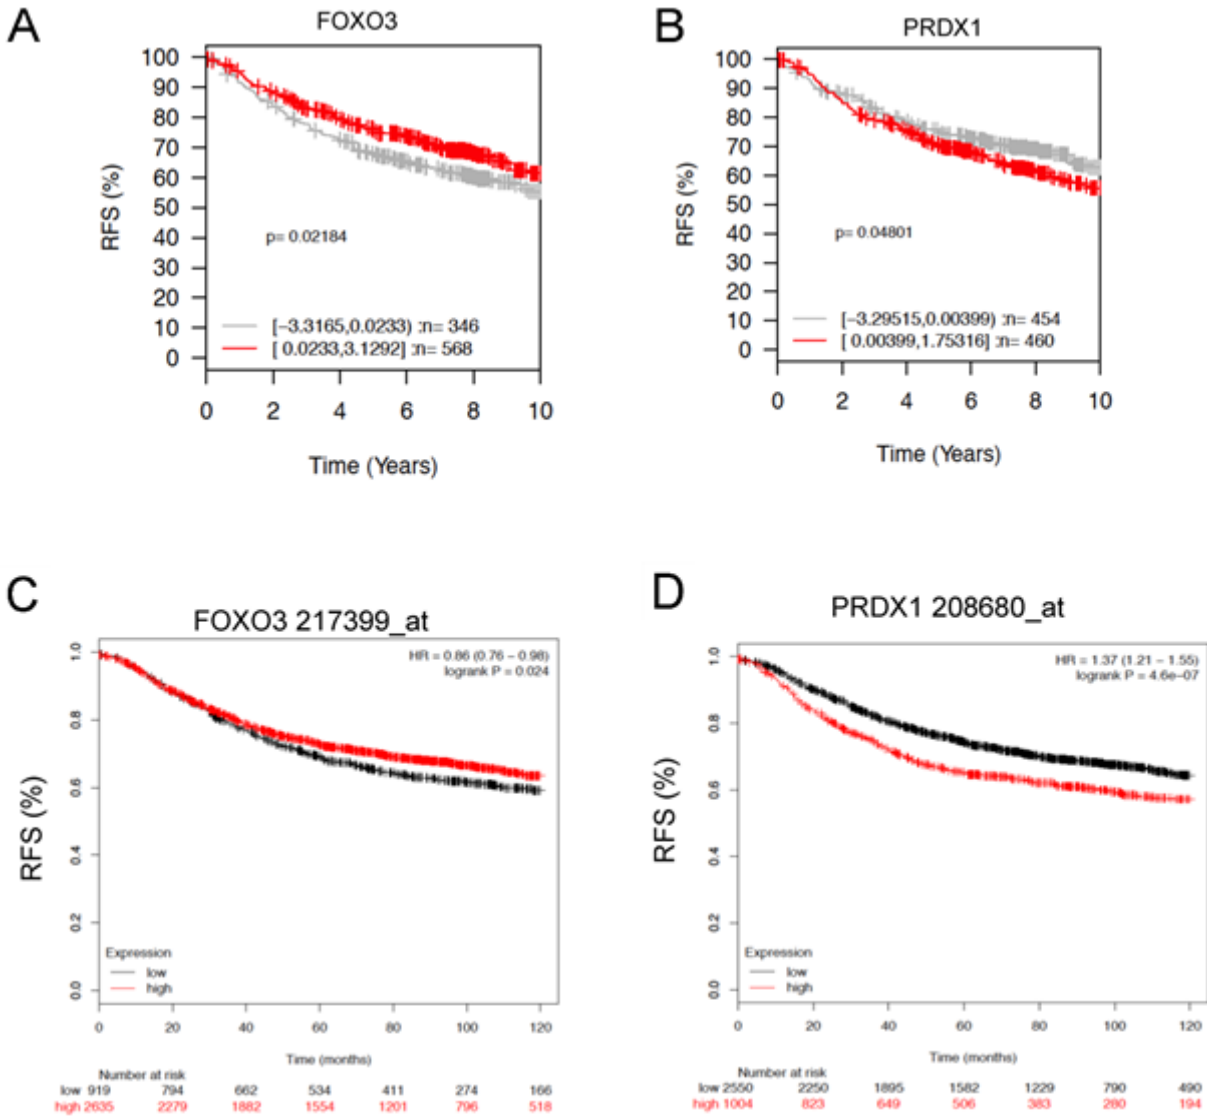 A
FOXO3
RFS (%)
100
90
80
70
60
50
40
30
20
10
0
p= 0.02184
[−3.3165,0.0233) :n= 346
[ 0.0233,3.1292] :n= 568
0 2 4 6 8 10
Time (Years)
B
PRDX1
RFS (%)
100
90
80
70
60
50
40
30
20
10
0
p= 0.04801
[-3.29515,0.00399) :n= 454
[ 0.00399,1.75316] :n= 460
0 2 4 6 8 10
Time (Years)
C
FOXO3 217399_at
RFS (%)
1.0
0.8
0.6
0.4
0.2
0.0
HR = 0.86 (0.76 − 0.98)
logrank P = 0.024
Expression
low
high
0 20 40 60 80 100 120
Time (months)
Number at risk
low 919 794 662 534 411 274 166
high 2635 2279 1882 1554 1201 796 518
D
PRDX1 208680_at
RFS (%)
1.0
0.8
0.6
0.4
0.2
0.0
HR = 1.37 (1.21 − 1.55)
logrank P = 4.6e−07
Expression
low
high
0 20 40 60 80 100 120
Time (months)
Number at risk
low 2550 2250 1895 1582 1229 790 490
high 1004 823 649 506 383 280 194